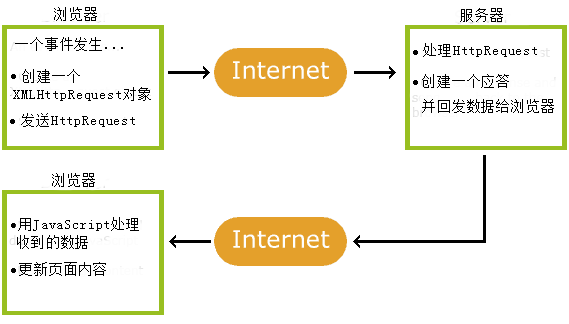 浏览器
一个事件发生...
• 创建一个
XMLHttpRequest对象
• 发送HttpRequest
Internet
服务器
• 处理HttpRequest
• 创建一个应答
并回发数据给浏览器
浏览器
•用JavaScript处理
收到的数据
•更新页面内容
Internet